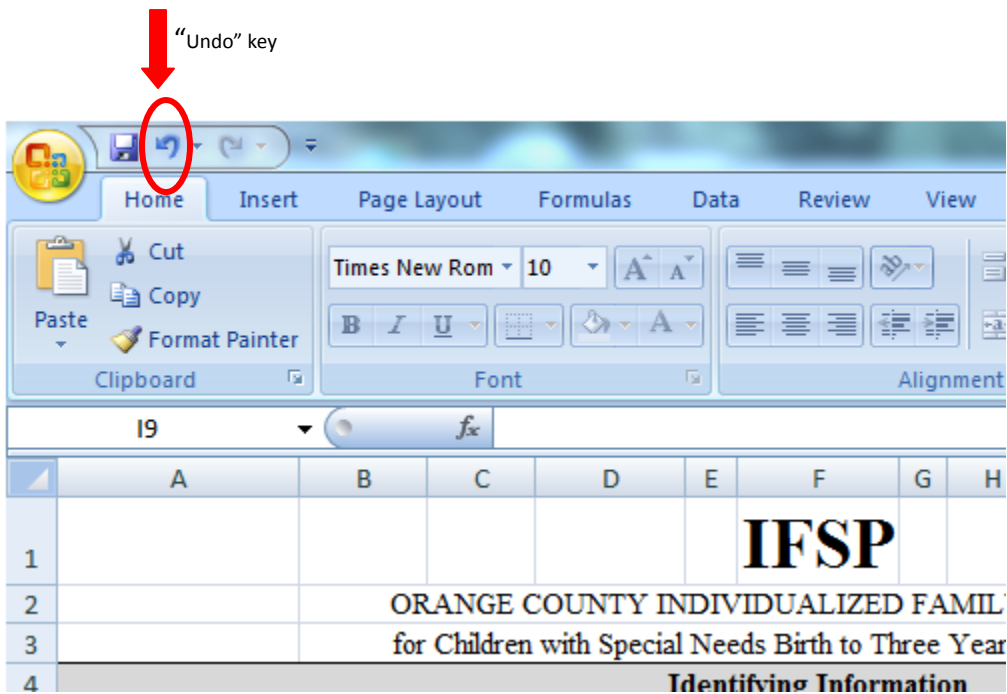 “Undo” key
Home Insert Page Layout Formulas Data Review View
Cut
Copy
Paste
Format Painter
Times New Rom 10 A A
B I U A
Clipboard Font Alignment
I9 fx
A B C D E F G H
1 IFSP
2 ORANGE COUNTY INDIVIDUALIZED FAMIL
3 for Children with Special Needs Birth to Three Year
4 Identifying Information